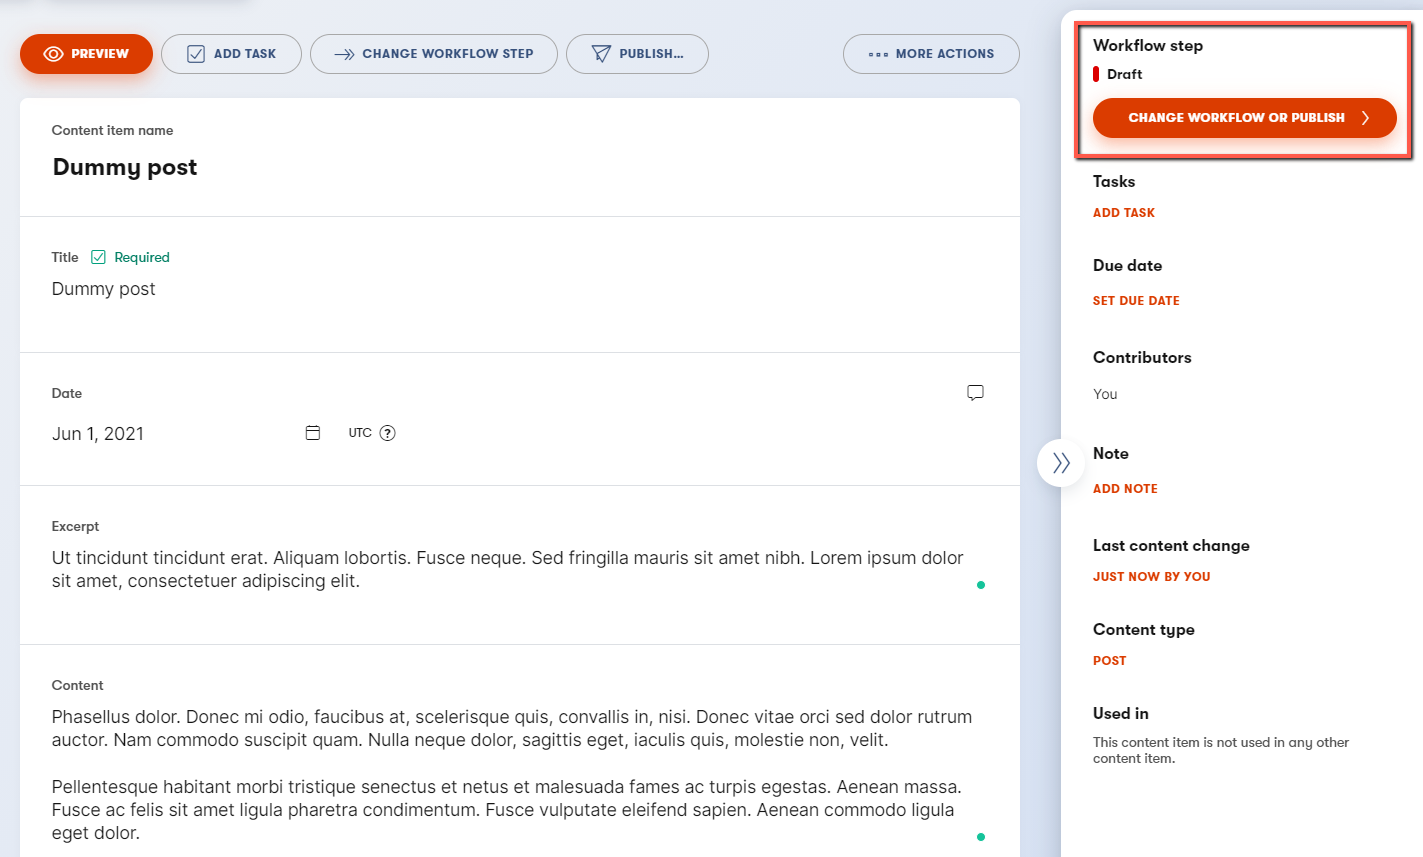 PREVIEW
ADD TASK
CHANGE WORKFLOW STEP
PUBLISH...
MORE ACTIONS
Content item name
Dummy post
Title Required
Dummy post
Date
Jun 1, 2021 UTC ?
Excerpt
Ut tincidunt tincidunt erat. Aliquam lobortis. Fusce neque. Sed fringilla mauris sit amet nibh. Lorem ipsum dolor
sit amet, consectetuer adipiscing elit.
Content
Phasellus dolor. Donec mi odio, faucibus at, scelerisque quis, convallis in, nisi. Donec vitae orci sed dolor rutrum
auctor. Nam commodo suscipit quam. Nulla neque dolor, sagittis eget, iaculis quis, molestie non, velit.
Pellentesque habitant morbi tristique senectus et netus et malesuada fames ac turpis egestas. Aenean massa.
Fusce ac felis sit amet ligula pharetra condimentum. Fusce vulputate eleifend sapien. Aenean commodo ligula
eget dolor.
Workflow step
Draft
CHANGE WORKFLOW OR PUBLISH
Tasks
ADD TASK
Due date
SET DUE DATE
Contributors
You
Note
ADD NOTE
Last content change
JUST NOW BY YOU
Content type
POST
Used in
This content item is not used in any other
content item.